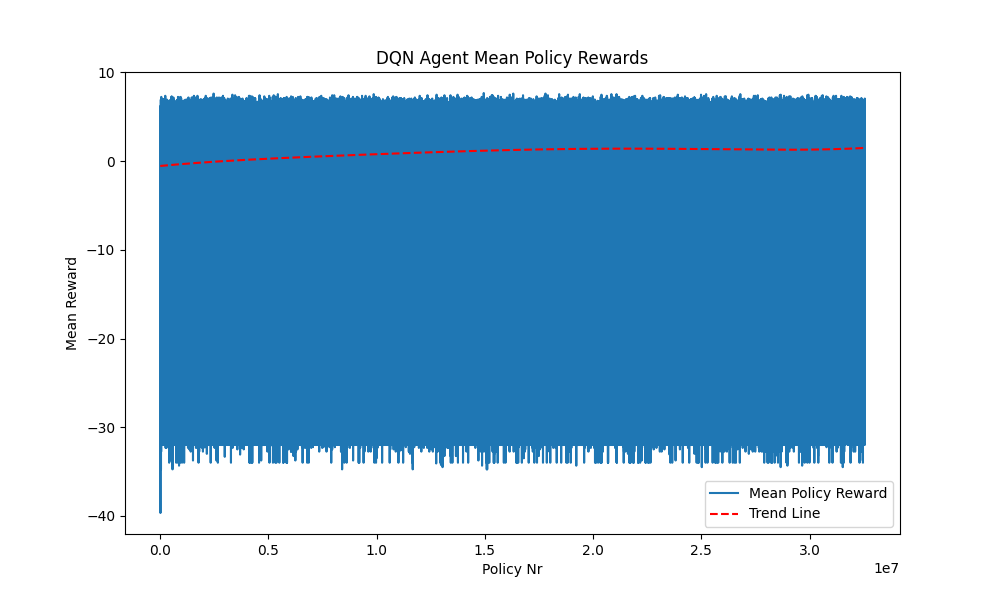 DQN Agent Mean Policy Rewards
10
0
−10
−20
−30
−40
Mean Reward
0.0 0.5 1.0 1.5 2.0 2.5 3.0
1e7
Policy Nr
Mean Policy Reward
Trend Line